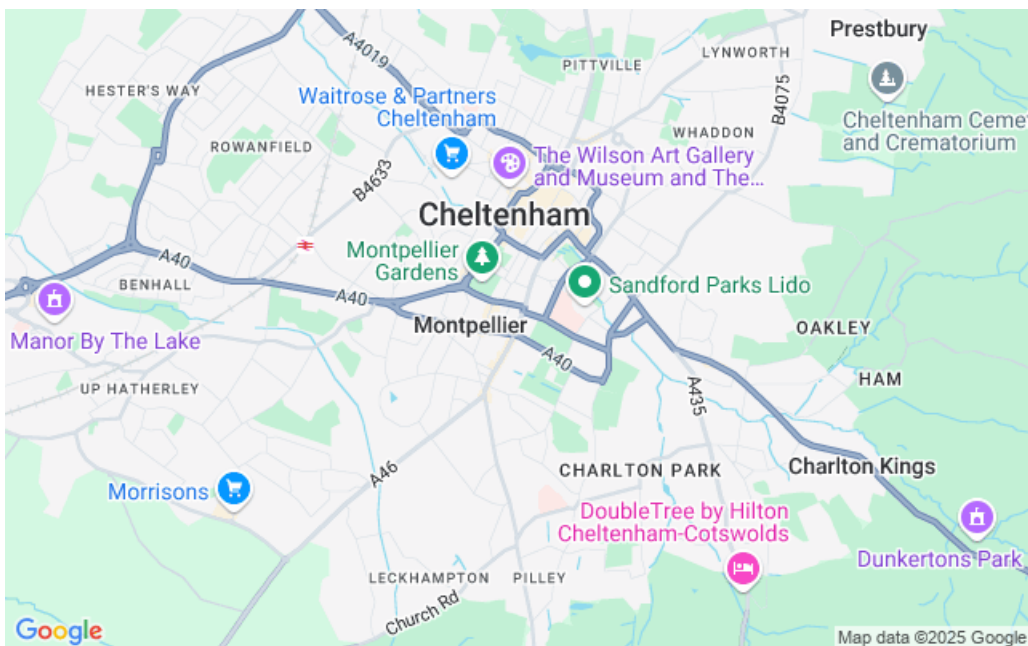 Prestbury
A4019
LYNWORTH
PITTVILLE
B4075
HESTER'S WAY
Waitrose & Partners
Cheltenham
Cheltenham Ceme
and Crematorium
WHADDON
ROWANFIELD
B4633
The Wilson Art Gallery
and Museum and The...
Cheltenham
Montpellier
Gardens
A40
BENHALL
Sandford Parks Lido
A40
Montpellier
OAKLEY
Manor By The Lake
A40
HAM
UP HATHERLEY
A435
A46
CHARLTON PARK
Charlton Kings
Morrisons
DoubleTree by Hilton
Cheltenham-Cotswolds
Dunkertons Park
LECKHAMPTON
PILLEY
Church Rd
Google
Map data ©2025 Google